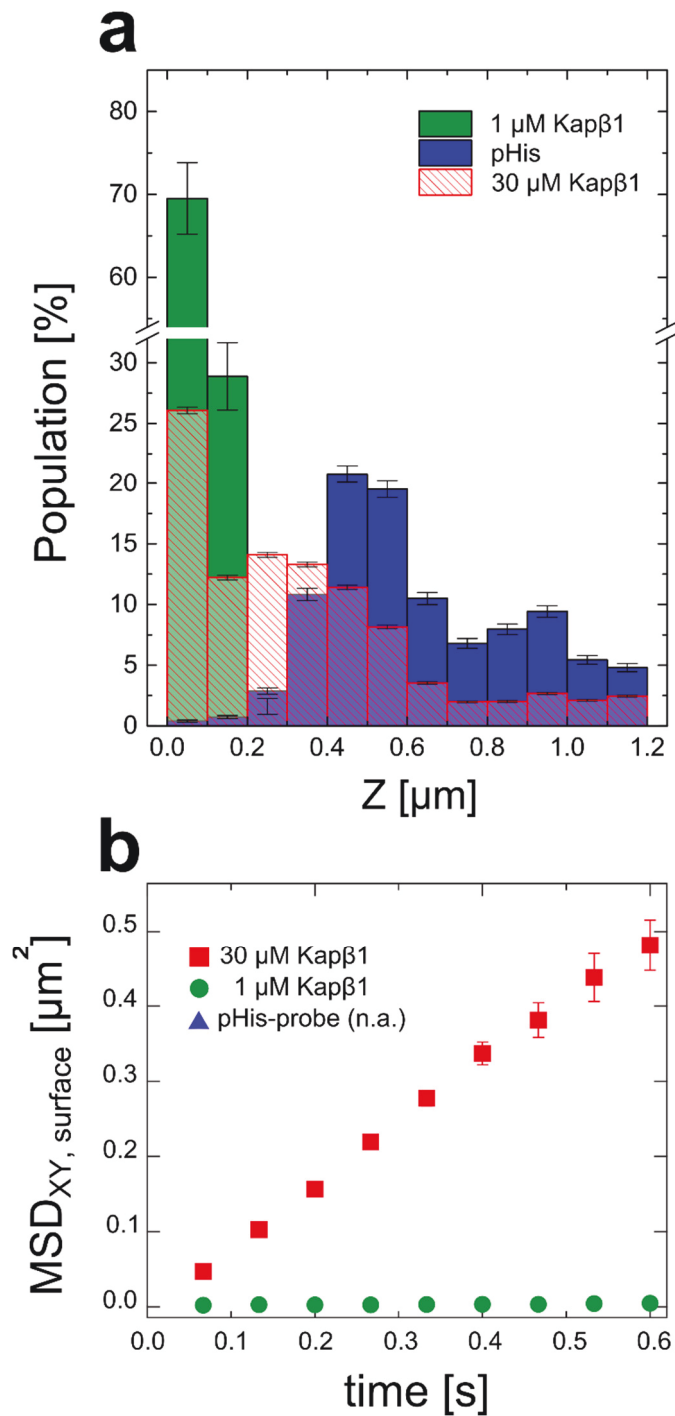 a
80
70
60
30
25
20
15
10
5
0
Population [%]
1 µM Kapβ1
pHis
30 µM Kapβ1
0.0 0.2 0.4 0.6 0.8 1.0 1.2
Z [µm]
b
0.5
0.4
0.3
0.2
0.1
0.0
MSD XY, surface [µm²]
30 µM Kapβ1
1 µM Kapβ1
pHis-probe (n.a.)
0.0 0.1 0.2 0.3 0.4 0.5 0.6
time [s]